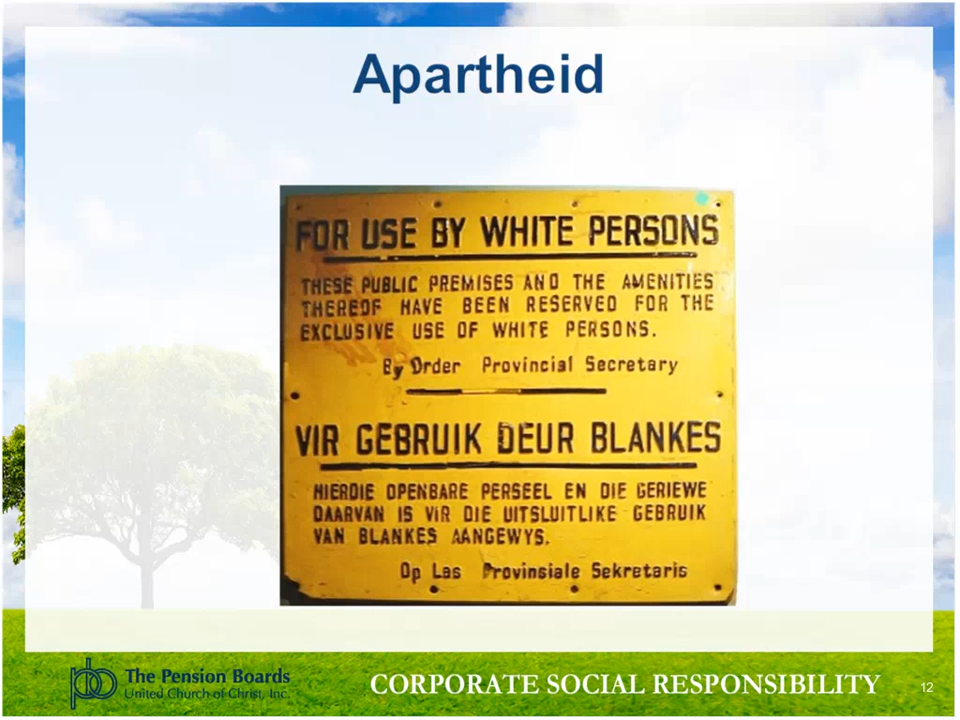 Apartheid
FOR USE BY WHITE PERSONS
THESE PUBLIC PREMISES AND THE AMENITIES
THEREOF HAVE BEEN RESERVED FOR THE
EXCLUSIVE USE OF WHITE PERSONS.
By Order Provincial Secretary
VIR GEBRUIK DEUR BLANKES
HIERDIE OPENBARE PERSEEL EN DIE GERIEWE
DAARVAN IS VIR DIE UITSLUITLIKE GEBRUIK
VAN BLANKES AANGEWYS.
Op Las Provinsiale Sekretaris
pb
The Pension Boards
United Church of Christ, Inc.
CORPORATE SOCIAL RESPONSIBILITY
12